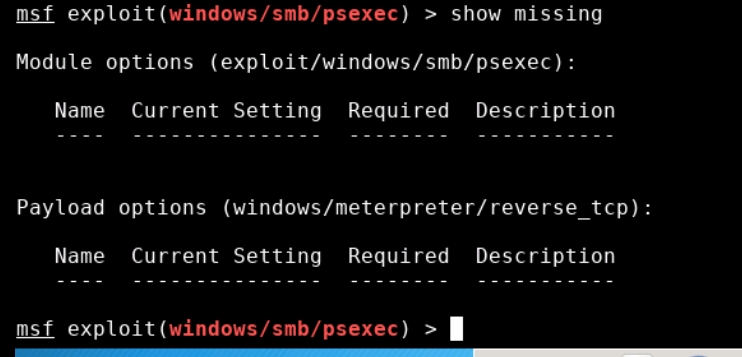 msf exploit(windows/smb/psexec) > show missing
Module options (exploit/windows/smb/psexec):
Name  Current Setting  Required  Description
----  ---------------  --------  -----------
Payload options (windows/meterpreter/reverse_tcp):
Name  Current Setting  Required  Description
----  ---------------  --------  -----------
msf exploit(windows/smb/psexec) >